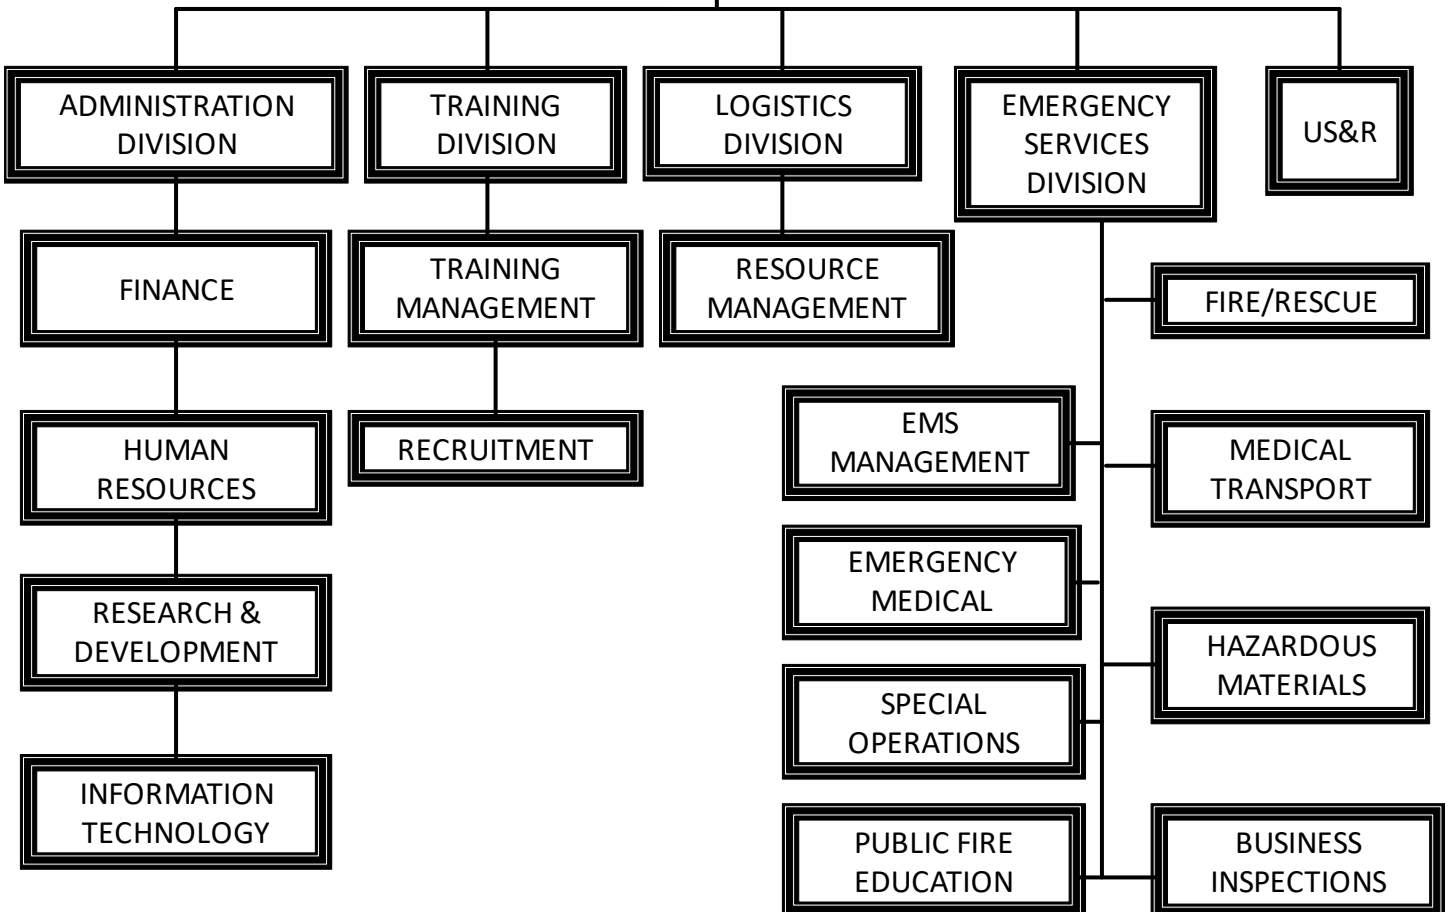 ADMINISTRATION
DIVISION
TRAINING
DIVISION
LOGISTICS
DIVISION
EMERGENCY
SERVICES
DIVISION
US&R
FINANCE
TRAINING
MANAGEMENT
RESOURCE
MANAGEMENT
FIRE/RESCUE
HUMAN
RESOURCES
RECRUITMENT
EMS
MANAGEMENT
MEDICAL
TRANSPORT
EMERGENCY
MEDICAL
RESEARCH &
DEVELOPMENT
HAZARDOUS
MATERIALS
SPECIAL
OPERATIONS
INFORMATION
TECHNOLOGY
PUBLIC FIRE
EDUCATION
BUSINESS
INSPECTIONS